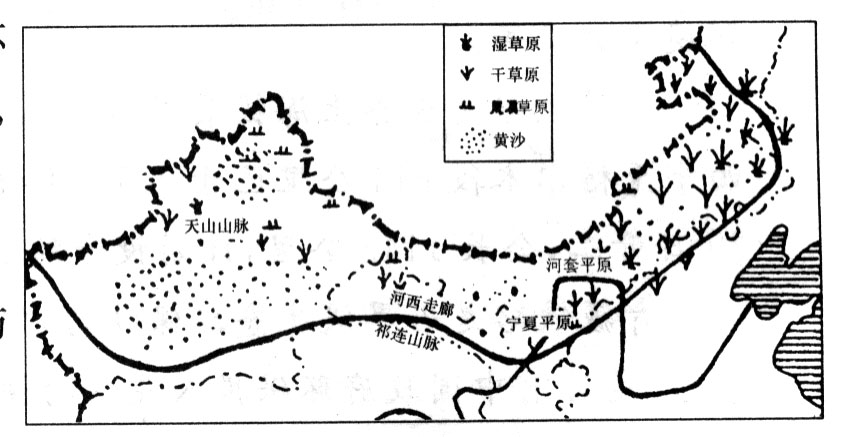 湿草原
干草原
草原
黄沙
天山山脉
河套平原
河西走廊
宁夏平原
祁连山脉